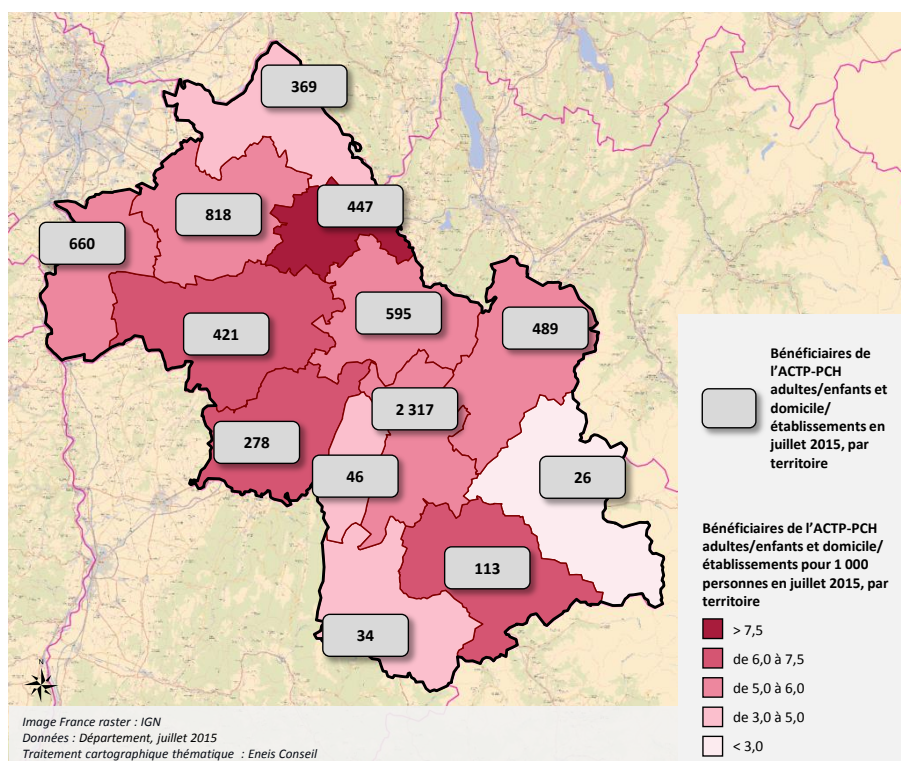 369
447
818
660
595
421
489
2 317
278
46
26
113
34
Bénéficiaires de
l’ACTP-PCH
adultes/enfants et
domicile/
établissements en
juillet 2015, par
territoire
Bénéficiaires de l’ACTP-PCH
adultes/enfants et domicile/
établissements pour 1 000
personnes en juillet 2015, par
territoire
> 7,5
de 6,0 à 7,5
de 5,0 à 6,0
de 3,0 à 5,0
< 3,0
N
Image France raster : IGN
Données : Département, juillet 2015
Traitement cartographique thématique : Eneis Conseil